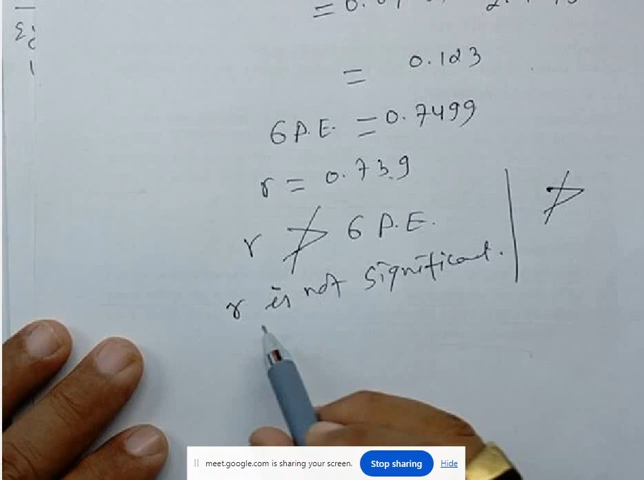 = 0.
= 0.123
6 P.E. = 0.7499
r = 0.739
r ≯ 6 P.E.
≯
r is not significant.
meet.google.com is sharing your screen.
Stop sharing
Hide